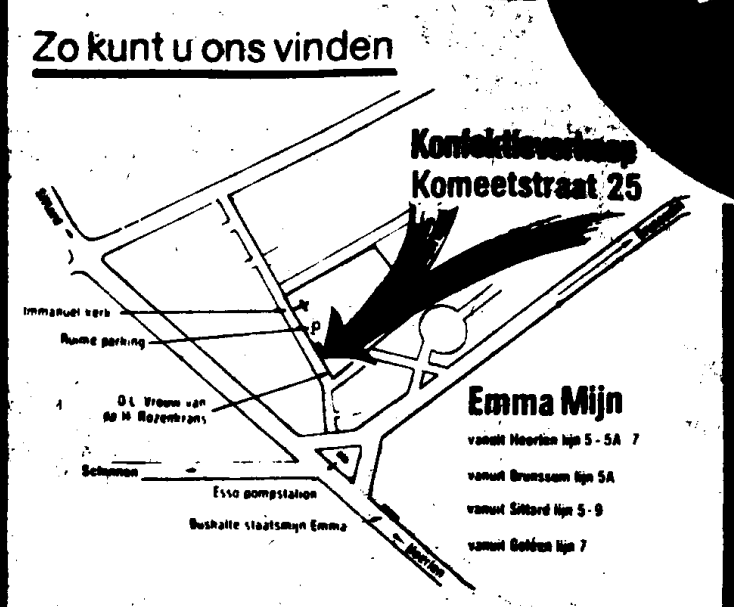 Zo kunt u ons vinden
Konfektieverkoop
Komeetstraat 25
Sittard
Immanuel kerk
Ruime parking
P
O.L. Vrouw van
de H Rozenkrans
Schinnen
Esso pompstation
Bushalte staatsmijn Emma
Heerlen
Emma Mijn
vanuit Heerlen lijn 5 - 5A 7
vanuit Brunssum lijn 5A
vanuit Sittard lijn 5 - 9
vanuit Geleen lijn 7